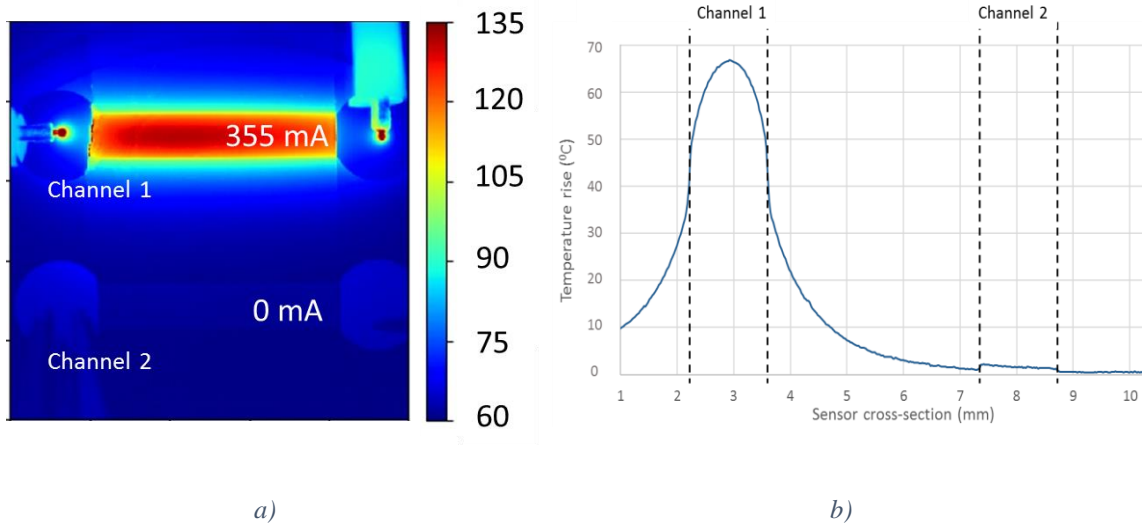 135
120
105
90
75
60
355 mA
Channel 1
0 mA
Channel 2
a)
Channel 1
Channel 2
Temperature rise (⁰C)
70
60
50
40
30
20
10
0
1 2 3 4 5 6 7 8 9 10
Sensor cross-section (mm)
b)